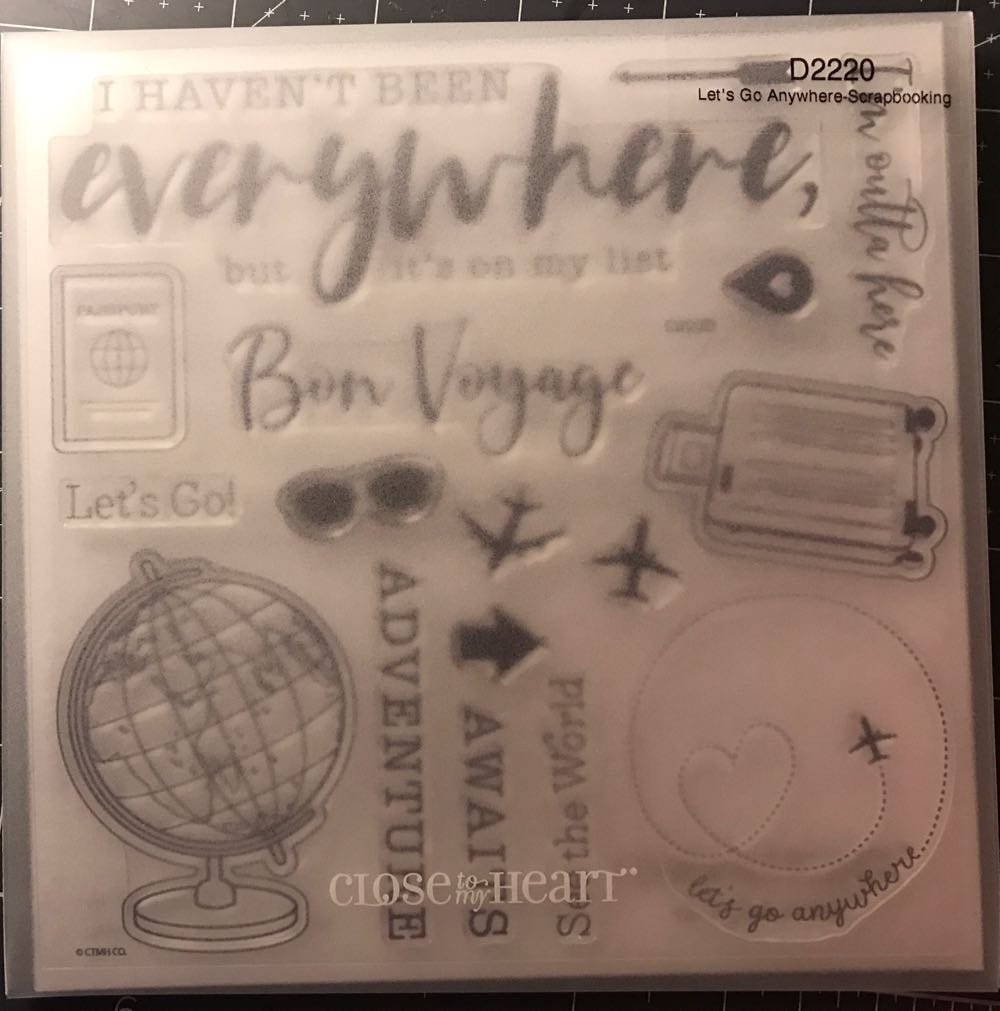 D2220
Let's Go Anywhere-Scrapbooking
I HAVEN'T BEEN
everywhere,
but it's on my list
outta here
PASSPORT
Bon Voyage
Let's Go!
ADVENTURE
AWAITS
See the World
let's go anywhere
CLOSE to my HEART
© CTMH CO.